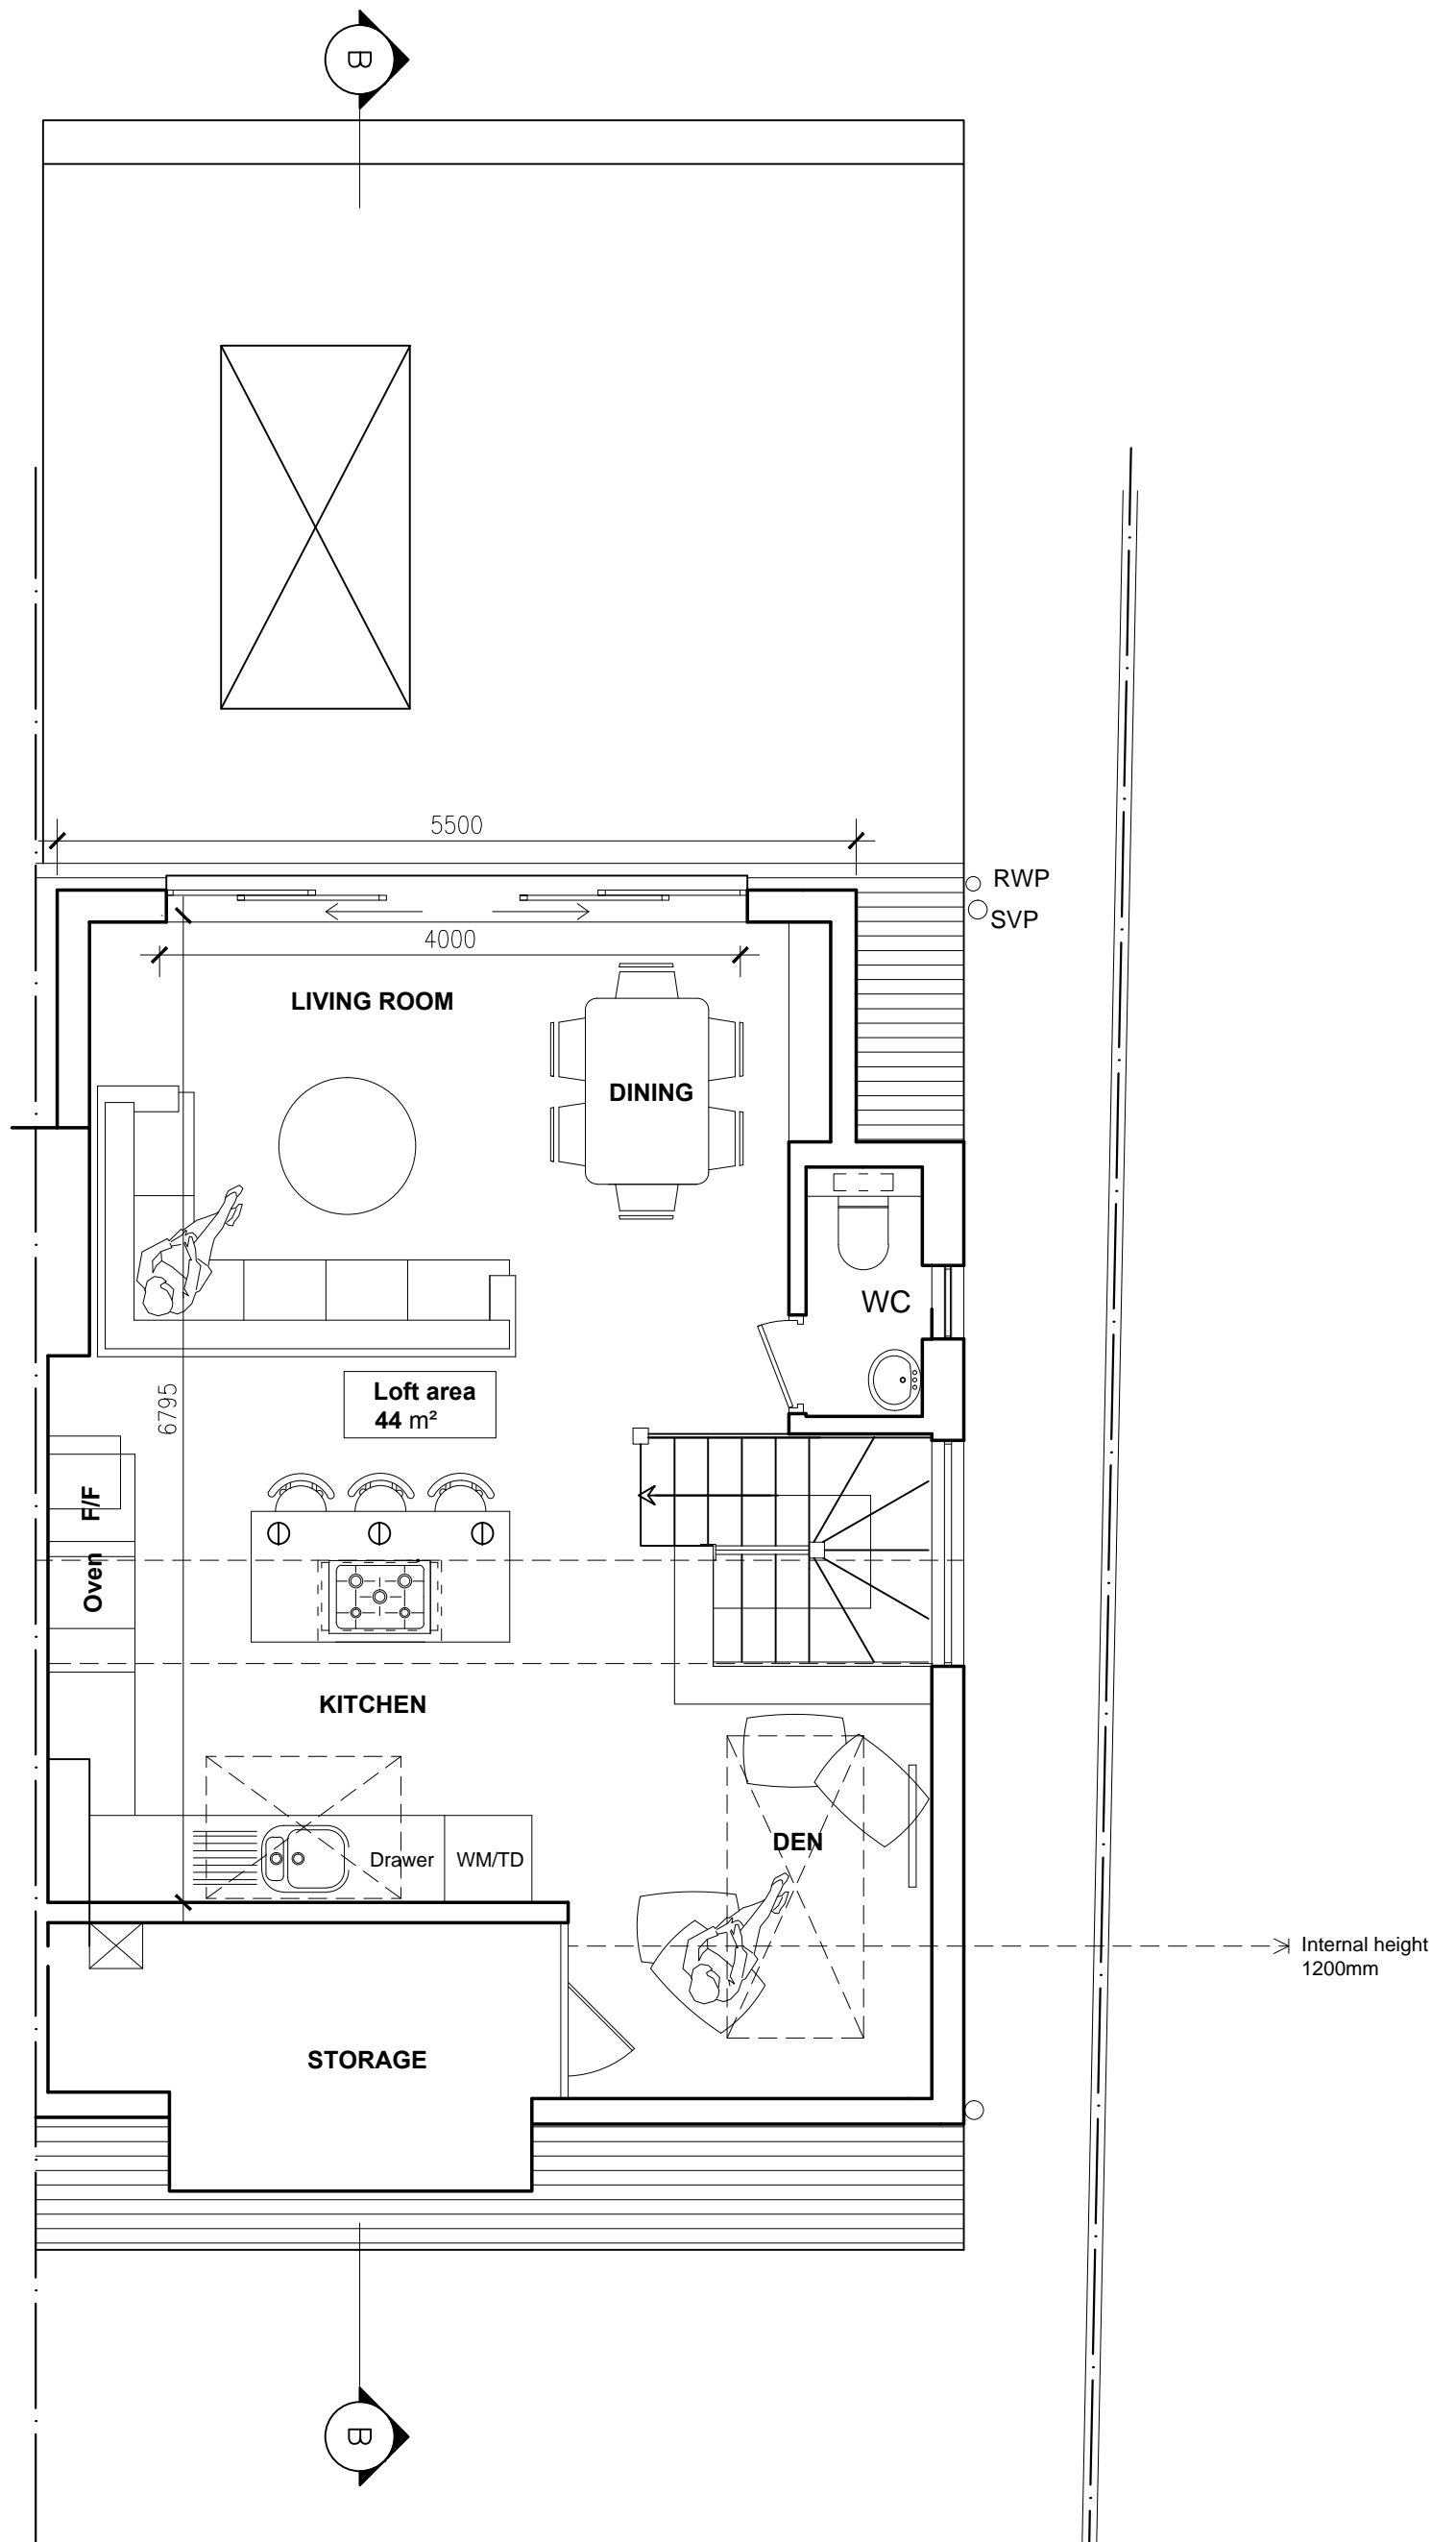 B
5500
RWP
SVP
4000
LIVING ROOM
DINING
WC
Loft area
44 m²
6795
F/F
Oven
KITCHEN
DEN
Drawer
WM/TD
Internal height
1200mm
STORAGE
B